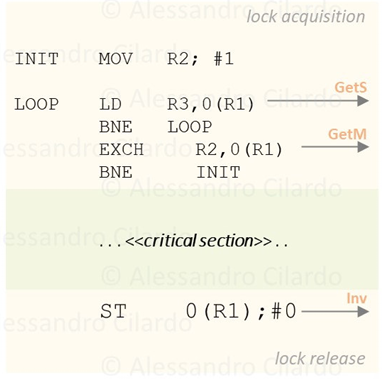 © Alessandro Cilardo
lock acquisition
INIT MOV R2; #1
LOOP LD R3,0(R1) GetS
BNE LOOP
EXCH R2,0(R1) GetM
BNE INIT
© Alessandro Cilardo
...<<critical section>>..
ST 0(R1);#0 Inv
© Alessandro Cilardo
lock release